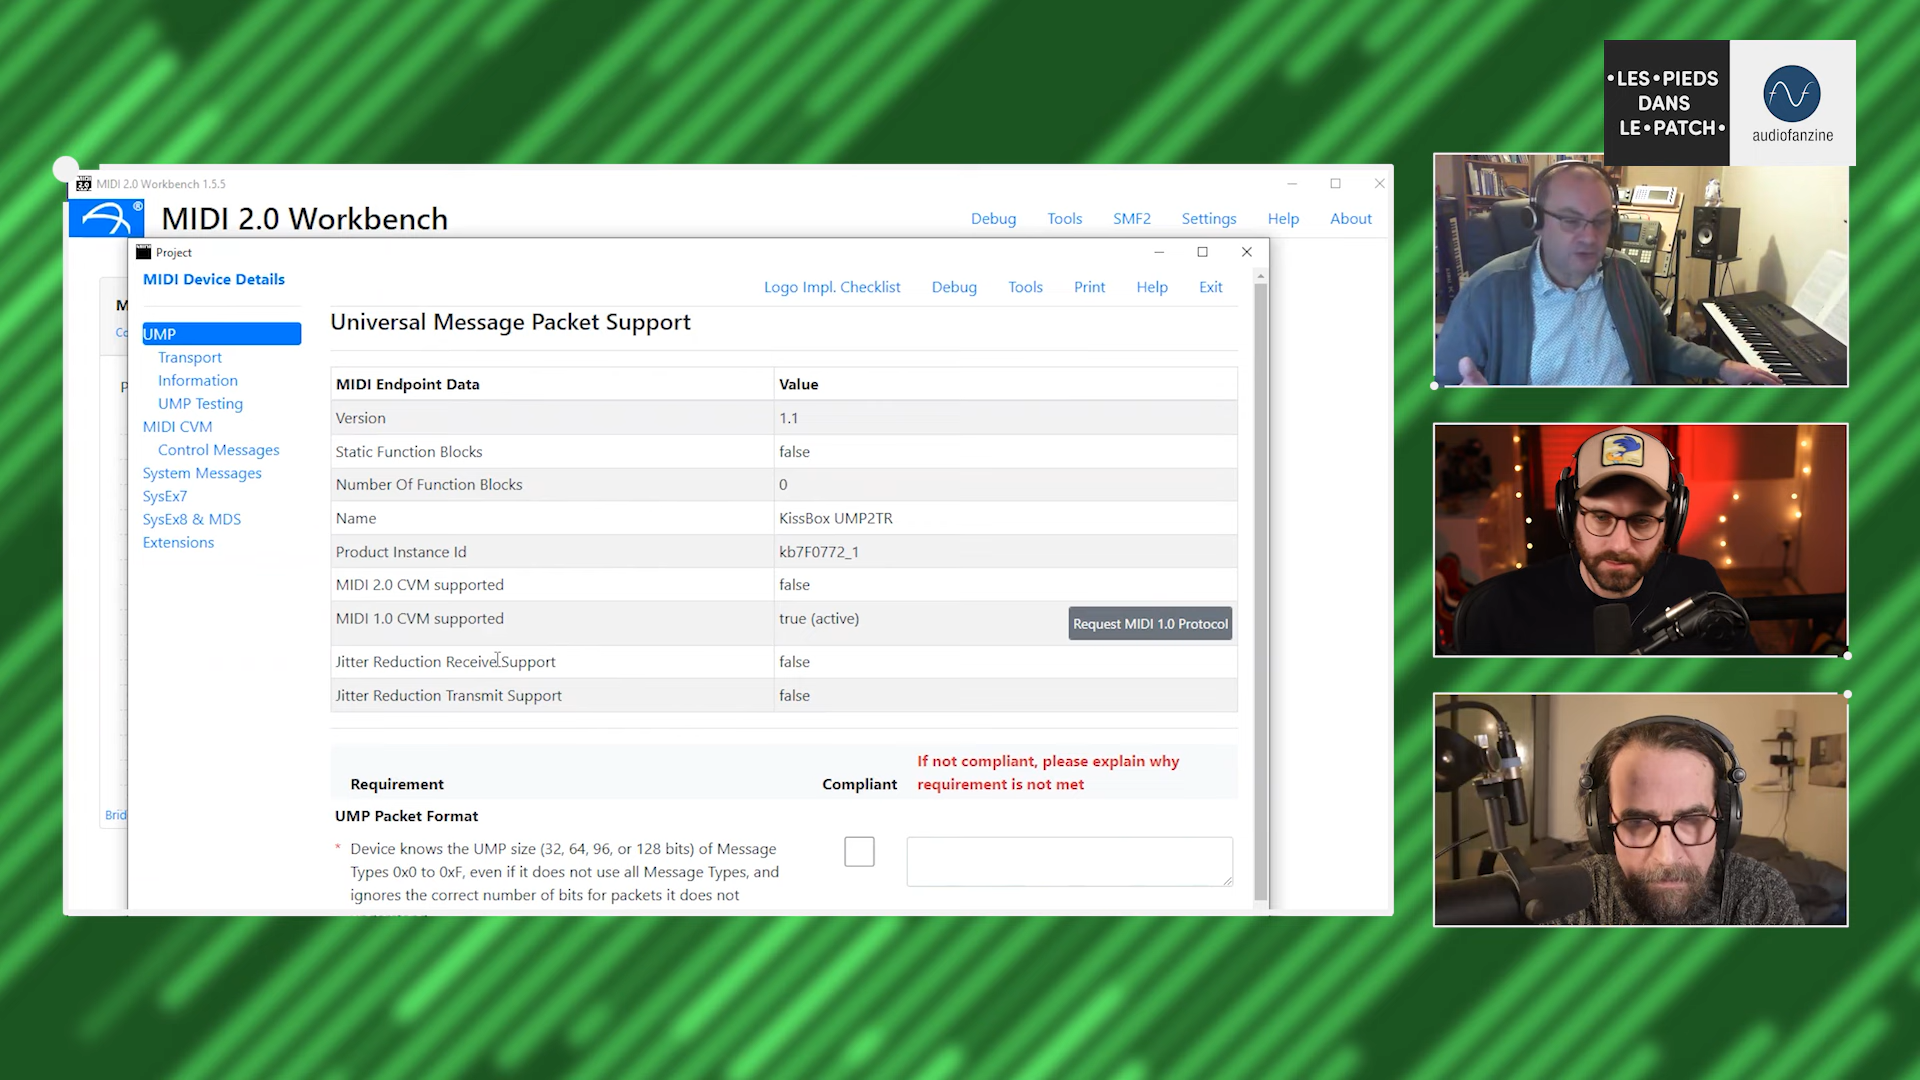 •LES•PIEDS
DANS
LE•PATCH•
audiofanzine
MIDI 2.0 Workbench 1.5.5
MIDI 2.0 Workbench
Debug Tools SMF2 Settings Help About
Project
MIDI Device Details
Logo Impl. Checklist Debug Tools Print Help Exit
UMP
Transport
Information
UMP Testing
MIDI CVM
Control Messages
System Messages
SysEx7
SysEx8 & MDS
Extensions
Universal Message Packet Support
MIDI Endpoint Data Value
Version 1.1
Static Function Blocks false
Number Of Function Blocks 0
Name KissBox UMP2TR
Product Instance Id kb7F0772_1
MIDI 2.0 CVM supported false
MIDI 1.0 CVM supported true (active) Request MIDI 1.0 Protocol
Jitter Reduction Receive Support false
Jitter Reduction Transmit Support false
Requirement Compliant If not compliant, please explain why
requirement is not met
UMP Packet Format
* Device knows the UMP size (32, 64, 96, or 128 bits) of Message
Types 0x0 to 0xF, even if it does not use all Message Types, and
ignores the correct number of bits for packets it does not
Brid